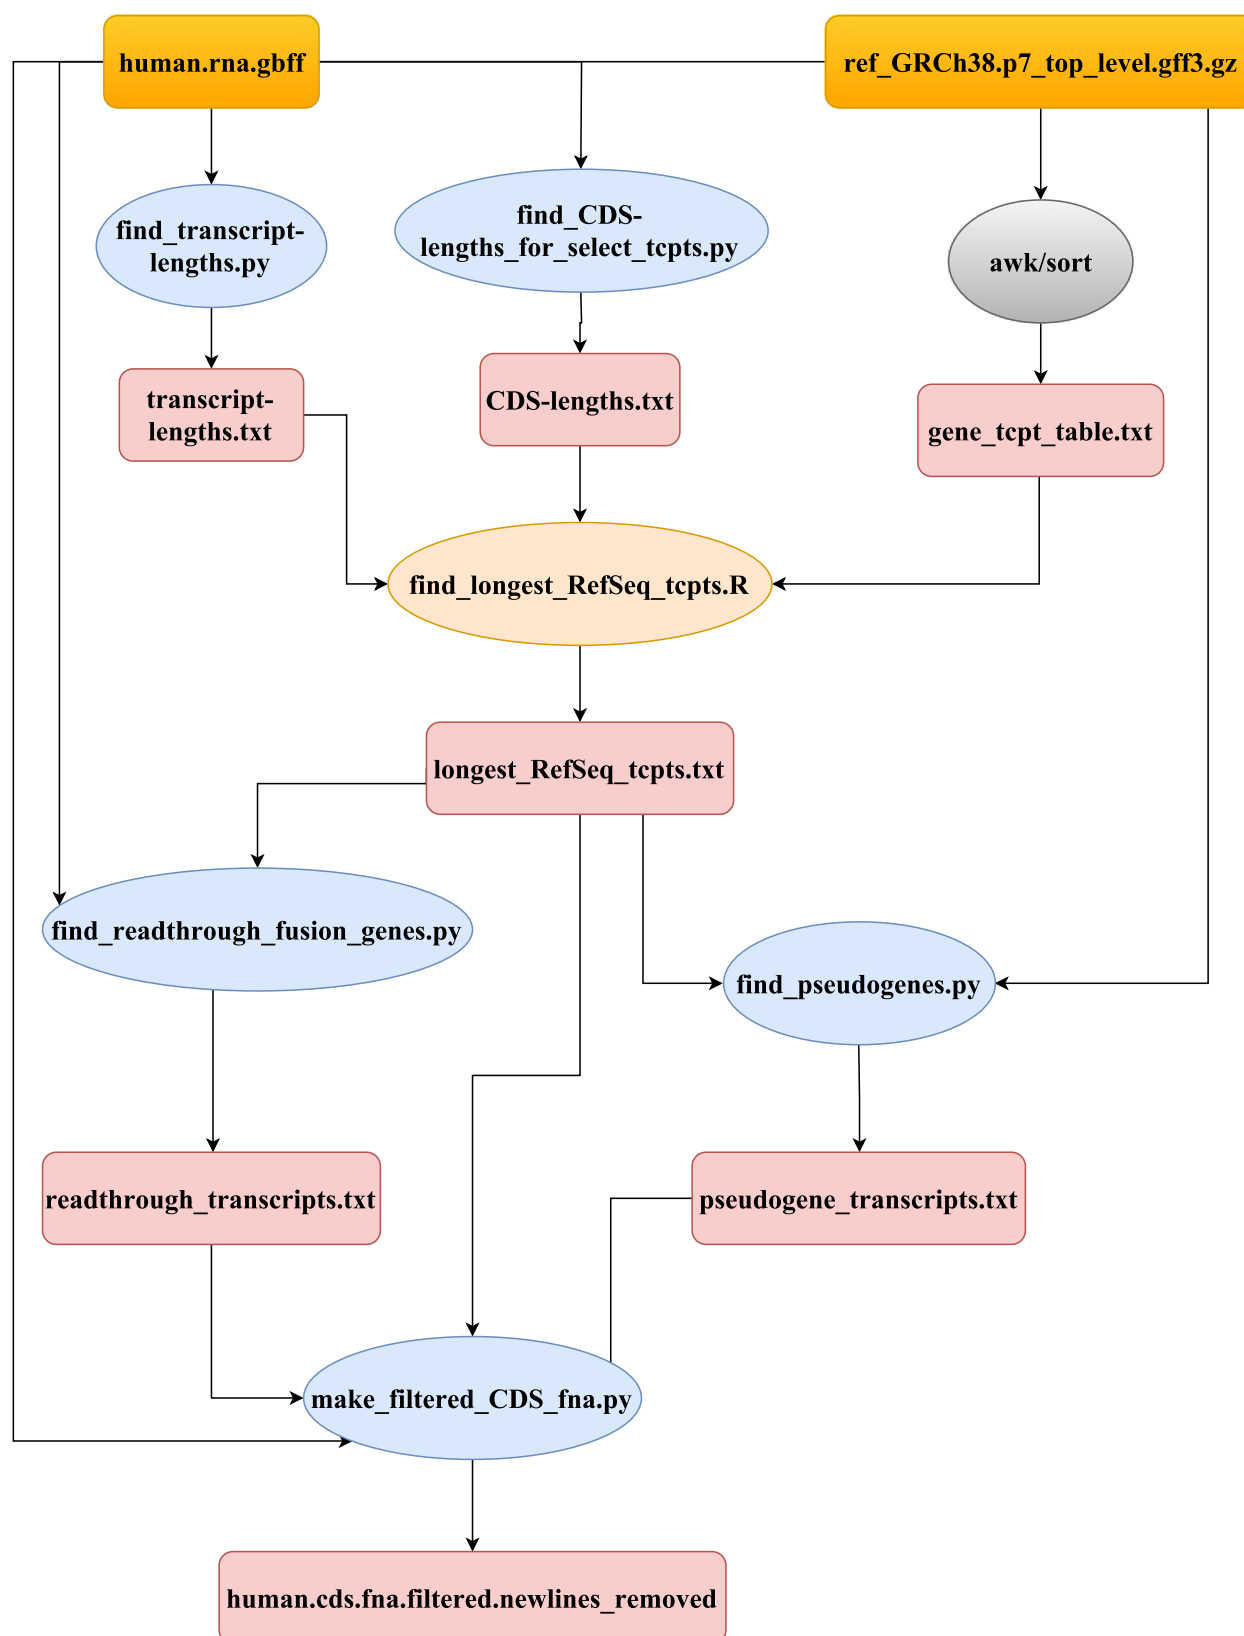 human.rna.gbff
ref_GRCh38.p7_top_level.gff3.gz
find_transcript-
lengths.py
find_CDS-
lengths_for_select_tcpts.py
awk/sort
transcript-
lengths.txt
CDS-lengths.txt
gene_tcpt_table.txt
find_longest_RefSeq_tcpts.R
longest_RefSeq_tcpts.txt
find_readthrough_fusion_genes.py
find_pseudogenes.py
readthrough_transcripts.txt
pseudogene_transcripts.txt
make_filtered_CDS_fna.py
human.cds.fna.filtered.newlines_removed